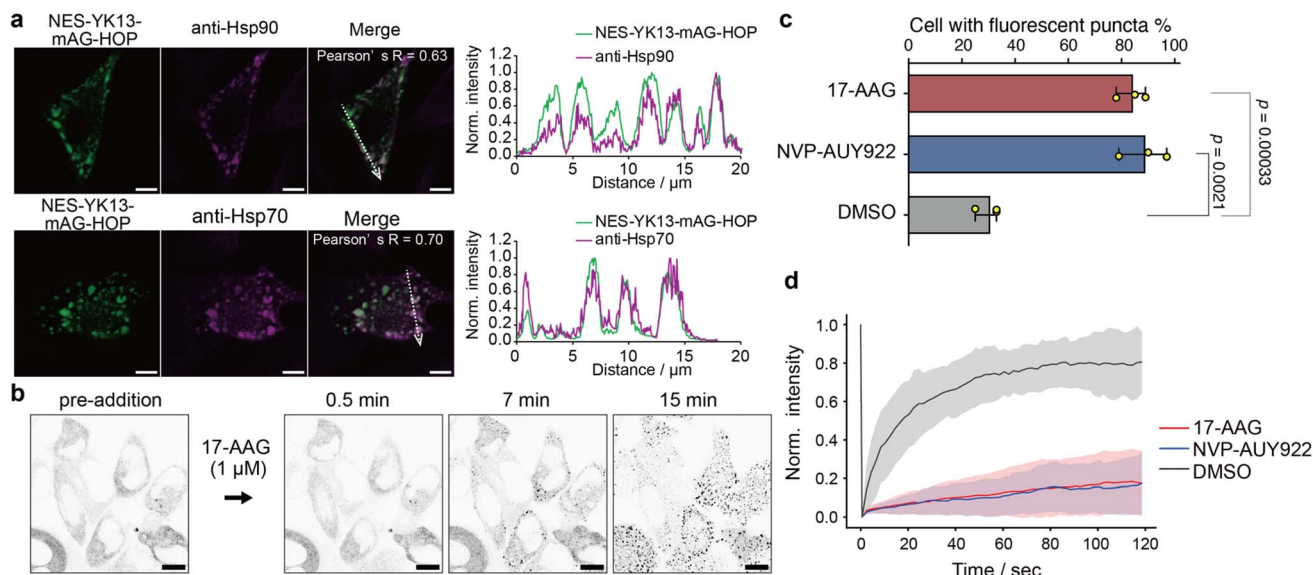 a
NES-YK13-
mAG-HOP
anti-Hsp90
Merge
Pearson' s R = 0.63
NES-YK13-mAG-HOP
anti-Hsp90
Norm. intensity
1.2
1.0
0.8
0.6
0.4
0.2
0
0 5 10 15 20
Distance / μm
NES-YK13-
mAG-HOP
anti-Hsp70
Merge
Pearson' s R = 0.70
NES-YK13-mAG-HOP
anti-Hsp70
Norm. intensity
1.2
1.0
0.8
0.6
0.4
0.2
0
0 5 10 15 20
Distance / μm
b
pre-addition
17-AAG
(1 μM)
0.5 min
7 min
15 min
c
Cell with fluorescent puncta %
0 20 40 60 80 100
17-AAG
NVP-AUY922
DMSO
p = 0.0021
p = 0.00033
d
Norm. intensity
1.0
0.8
0.6
0.4
0.2
0.0
0 20 40 60 80 100 120
Time / sec
17-AAG
NVP-AUY922
DMSO